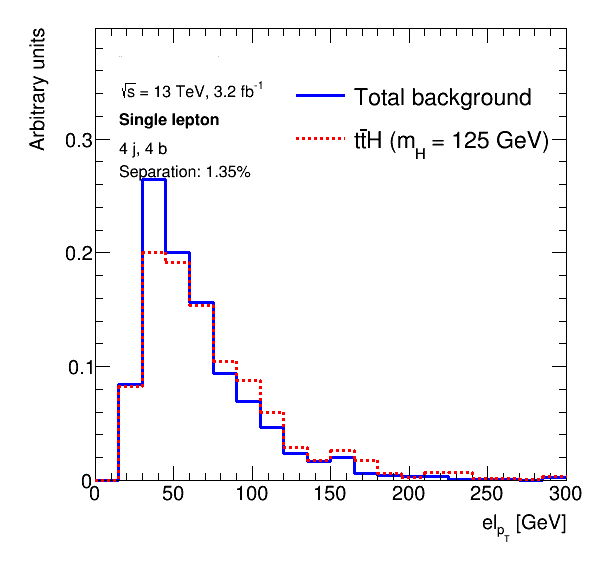 Arbitrary units
√s = 13 TeV, 3.2 fb⁻¹
Single lepton
4 j, 4 b
Separation: 1.35%
Total background
tt̄H (m_H = 125 GeV)
0.3
0.2
0.1
0
0 50 100 150 200 250 300
el_p_T [GeV]